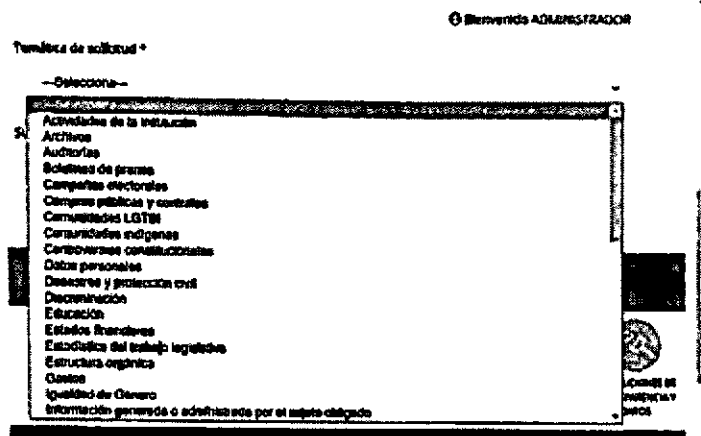 Bienvenido ADMINISTRADOR
Temática de solicitud *
--Selecciona--
Actividades de la institución
Archivos
Auditorías
Boletines de prensa
Campañas electorales
Compras públicas y contratos
Comunidades LGTBI
Comunidades indígenas
Controversias constitucionales
Datos personales
Desastres y protección civil
Discriminación
Educación
Estados financieros
Estadística del trabajo legislativo
Estructura orgánica
Gastos
Igualdad de Género
Información generada o administrada por el sujeto obligado